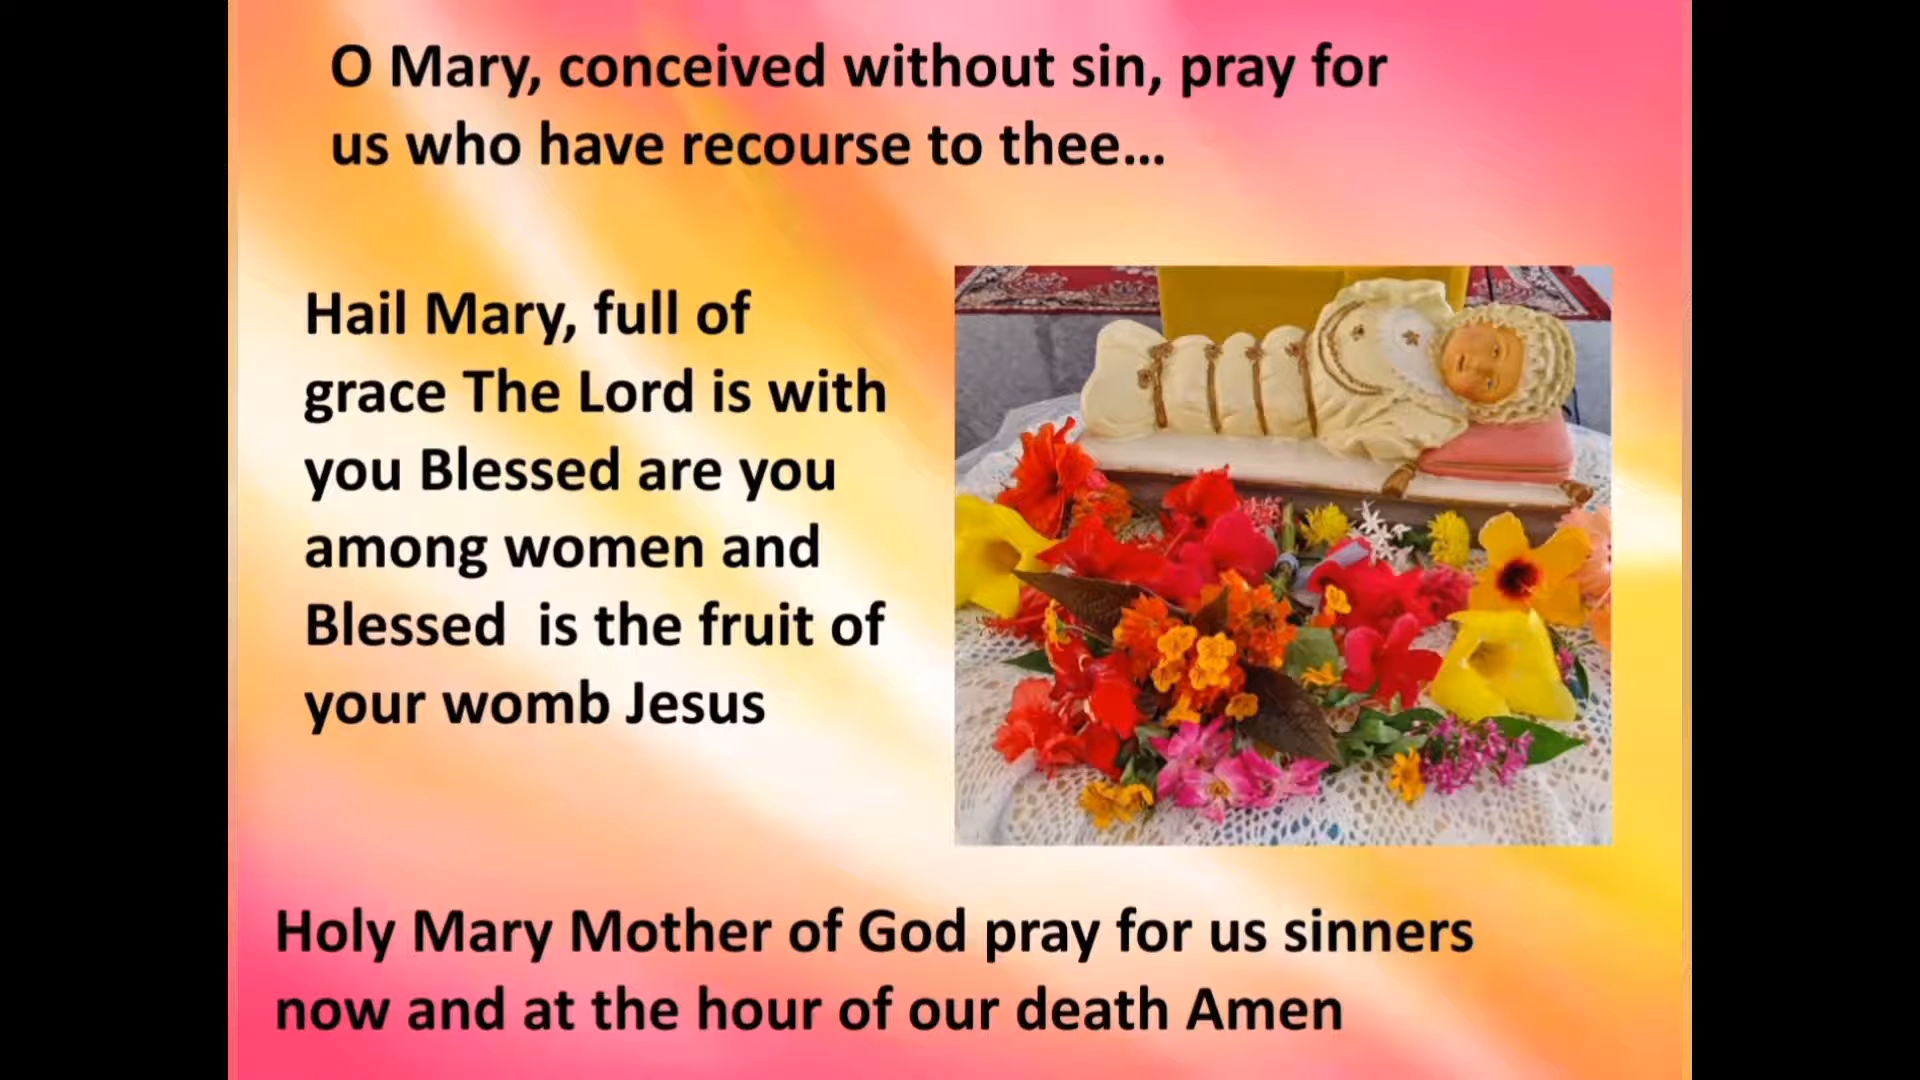 O Mary, conceived without sin, pray for
us who have recourse to thee...
Hail Mary, full of
grace The Lord is with
you Blessed are you
among women and
Blessed  is the fruit of
your womb Jesus
Holy Mary Mother of God pray for us sinners
now and at the hour of our death Amen